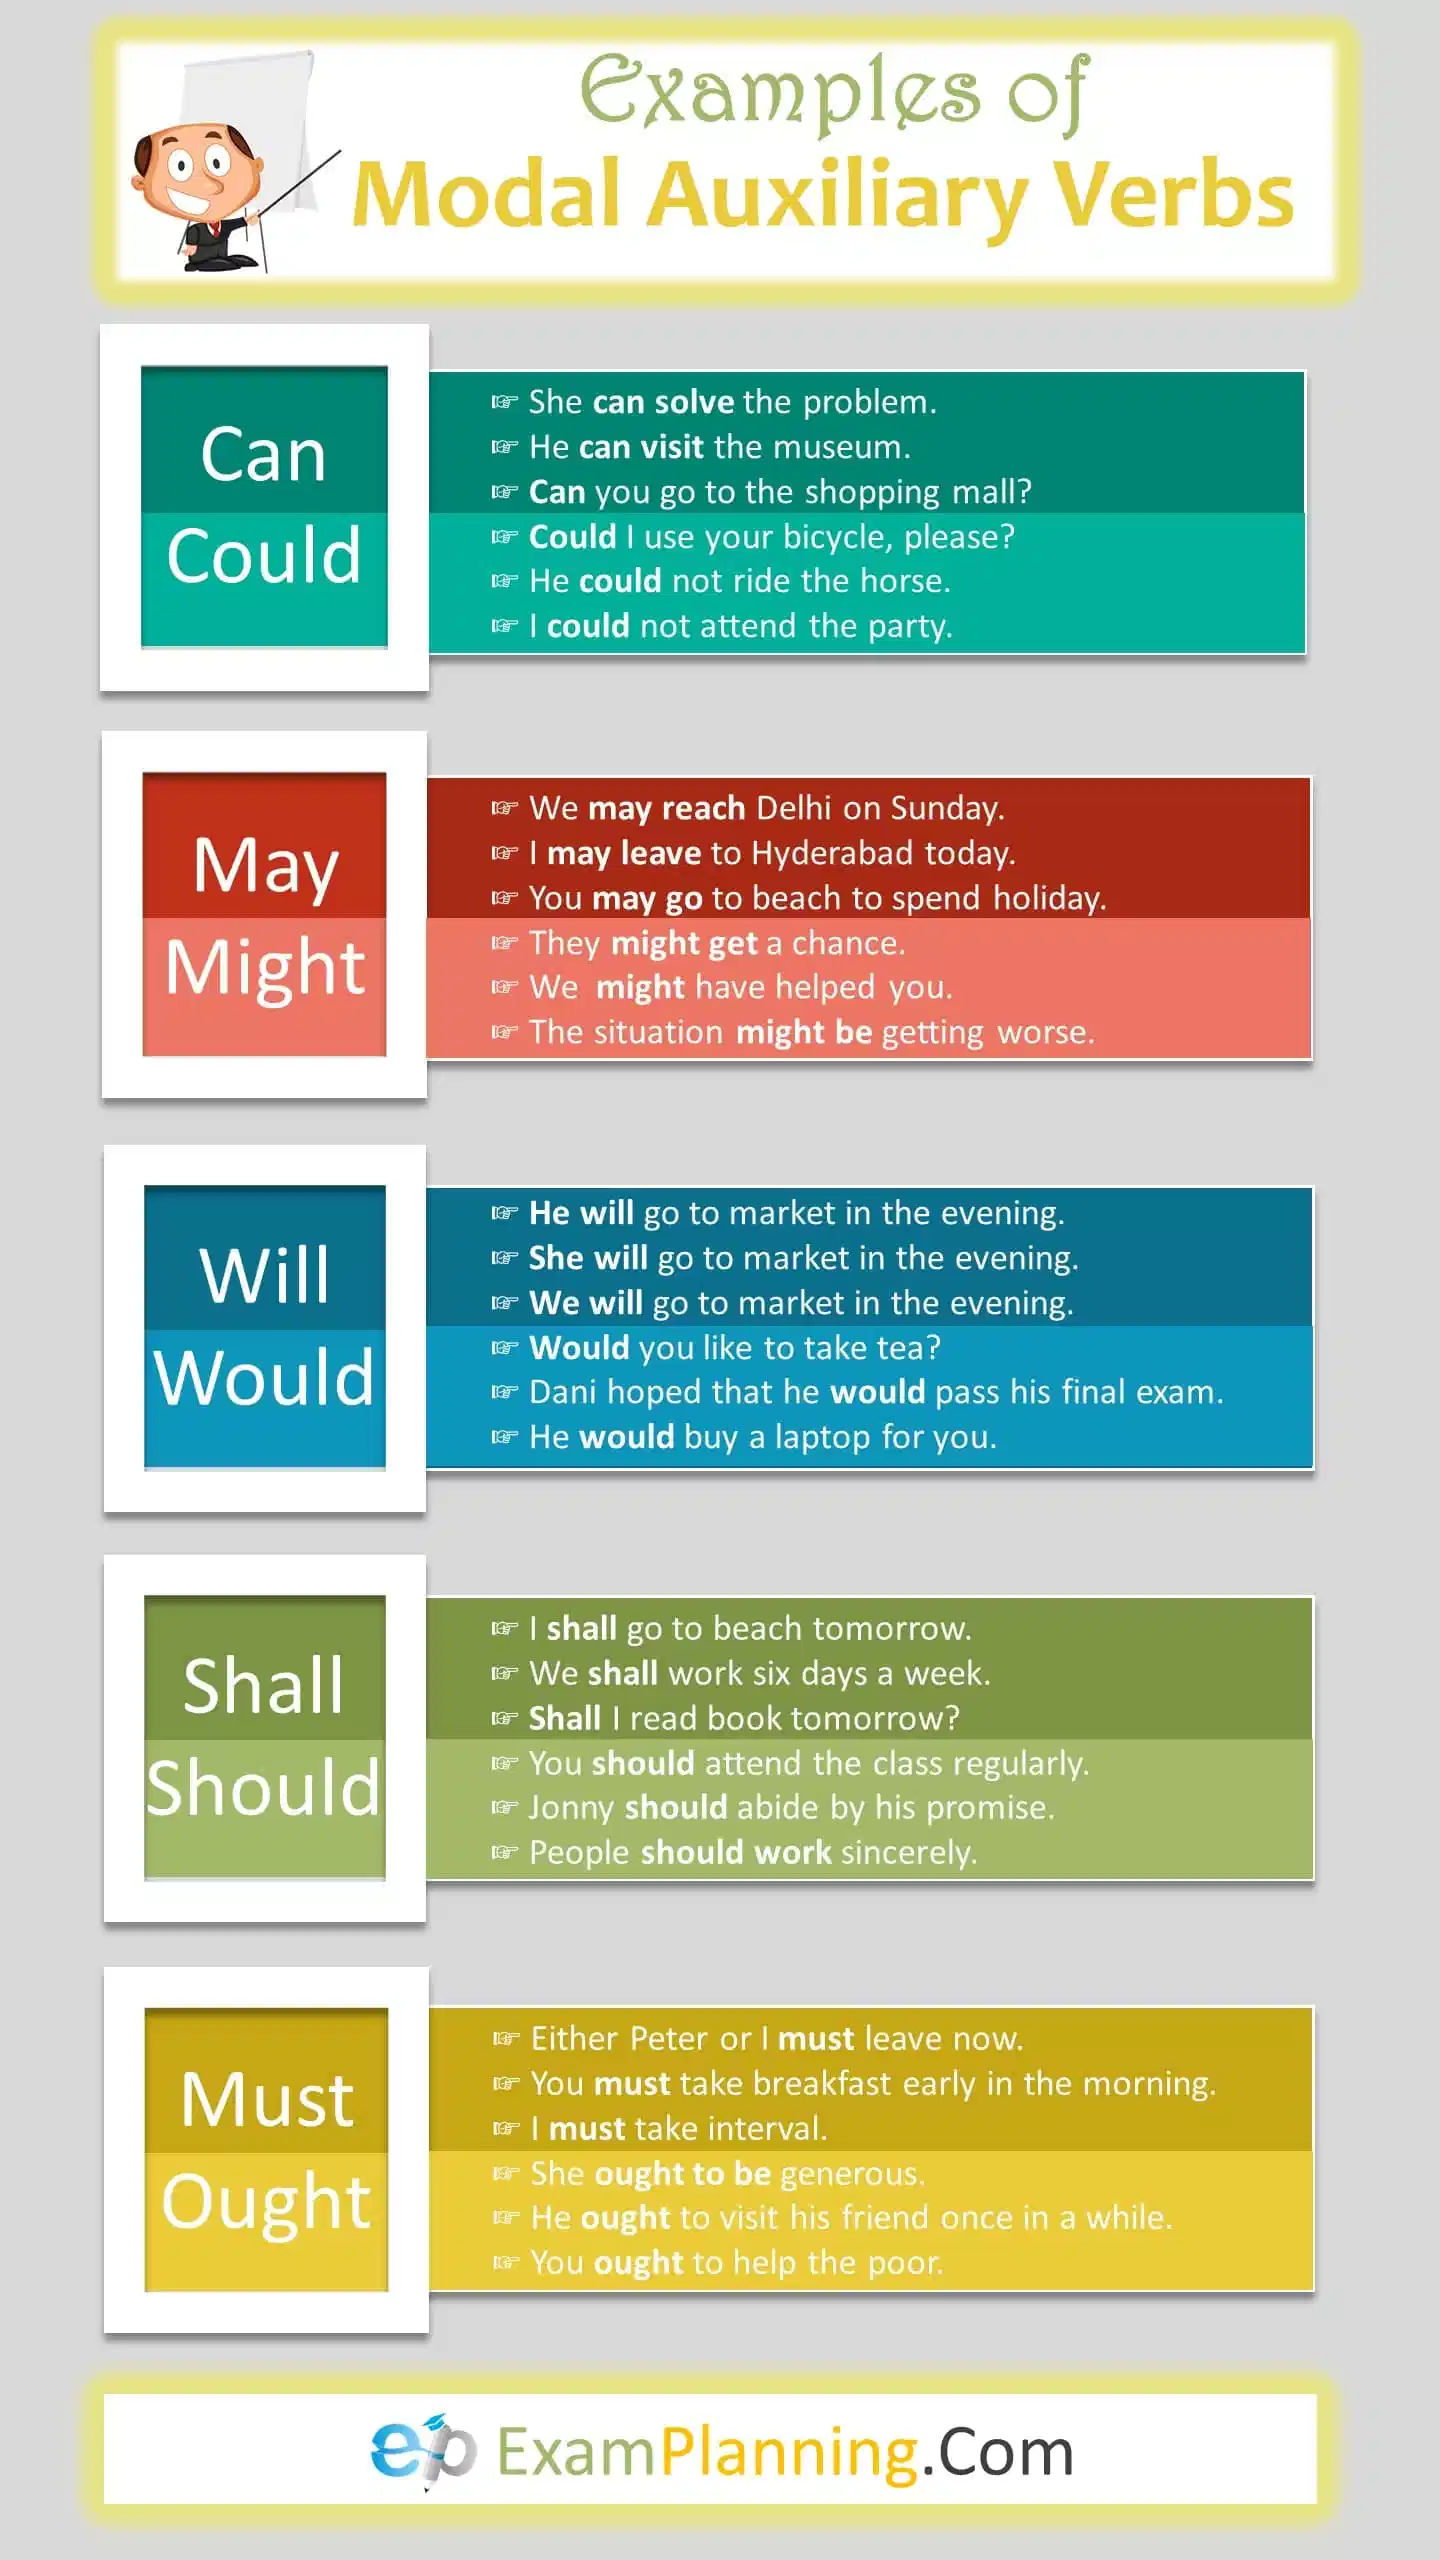 Examples of
Modal Auxiliary Verbs
Can
Could
☞ She can solve the problem.
☞ He can visit the museum.
☞ Can you go to the shopping mall?
☞ Could I use your bicycle, please?
☞ He could not ride the horse.
☞ I could not attend the party.
May
Might
☞ We may reach Delhi on Sunday.
☞ I may leave to Hyderabad today.
☞ You may go to beach to spend holiday.
☞ They might get a chance.
☞ We might have helped you.
☞ The situation might be getting worse.
Will
Would
☞ He will go to market in the evening.
☞ She will go to market in the evening.
☞ We will go to market in the evening.
☞ Would you like to take tea?
☞ Dani hoped that he would pass his final exam.
☞ He would buy a laptop for you.
Shall
Should
☞ I shall go to beach tomorrow.
☞ We shall work six days a week.
☞ Shall I read book tomorrow?
☞ You should attend the class regularly.
☞ Jonny should abide by his promise.
☞ People should work sincerely.
Must
Ought
☞ Either Peter or I must leave now.
☞ You must take breakfast early in the morning.
☞ I must take interval.
☞ She ought to be generous.
☞ He ought to visit his friend once in a while.
☞ You ought to help the poor.
ep ExamPlanning.Com